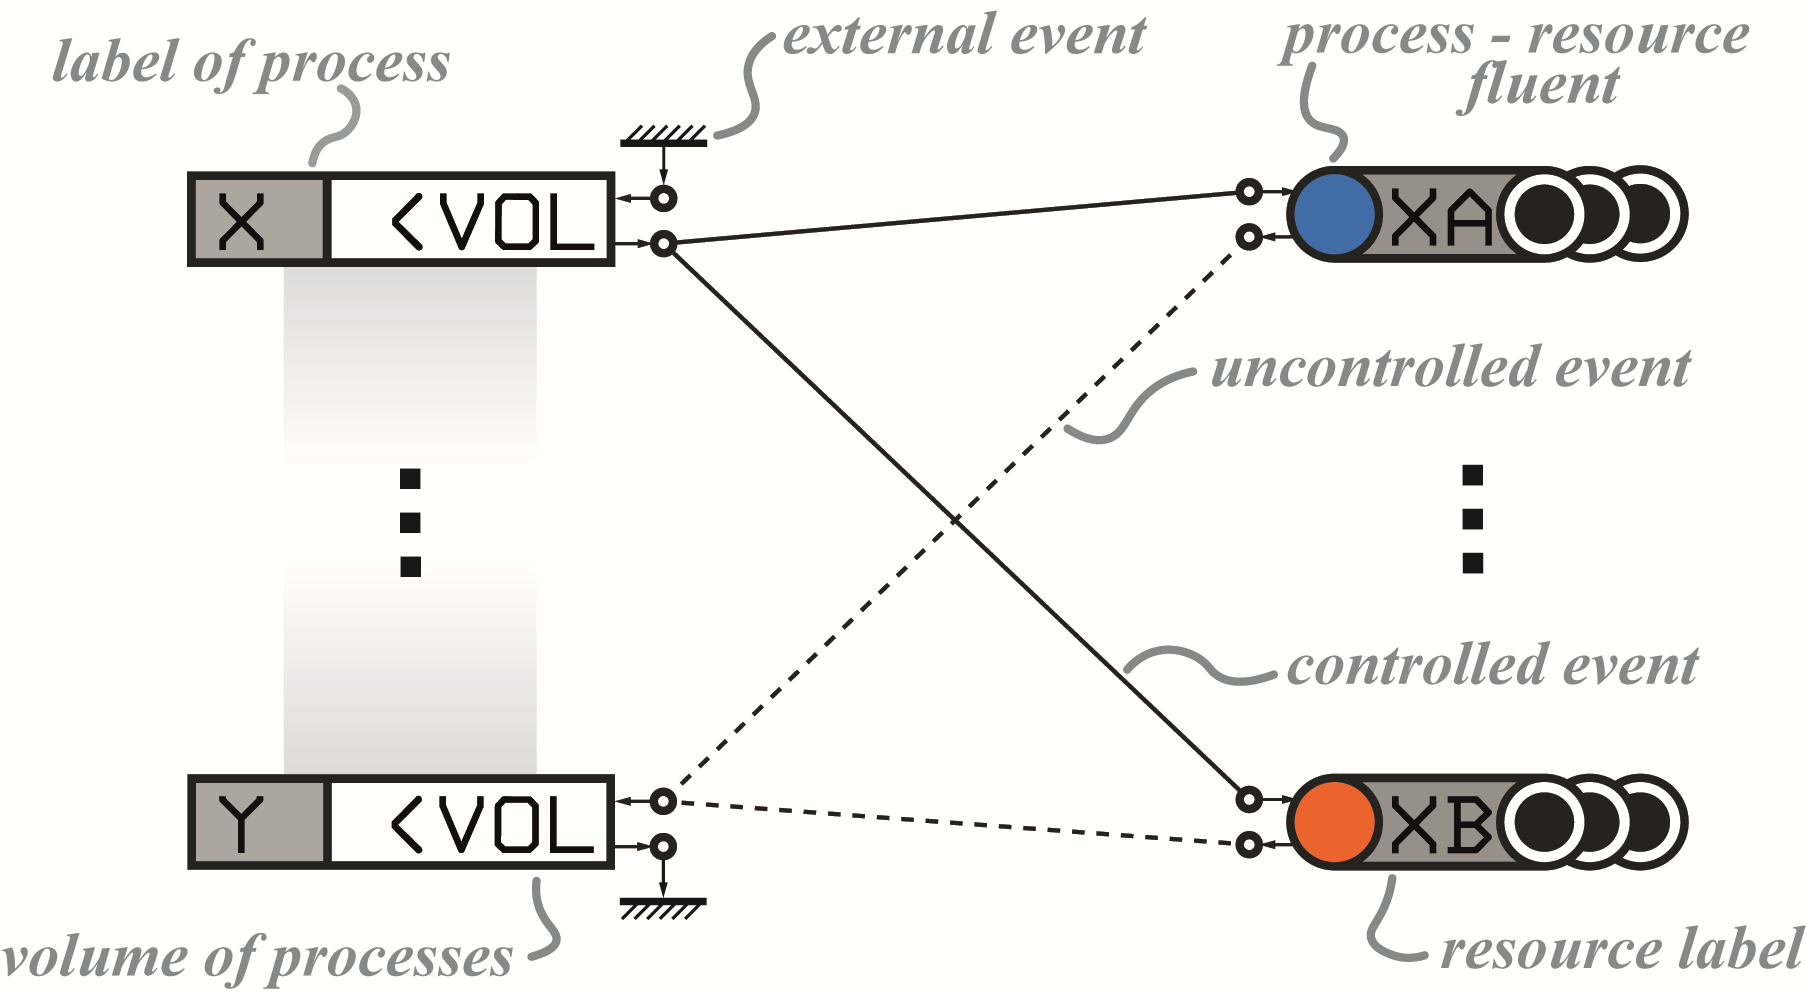 external event
process - resource
fluent
label of process
X <VOL
XA
uncontrolled event
controlled event
Y <VOL
XB
volume of processes
resource label